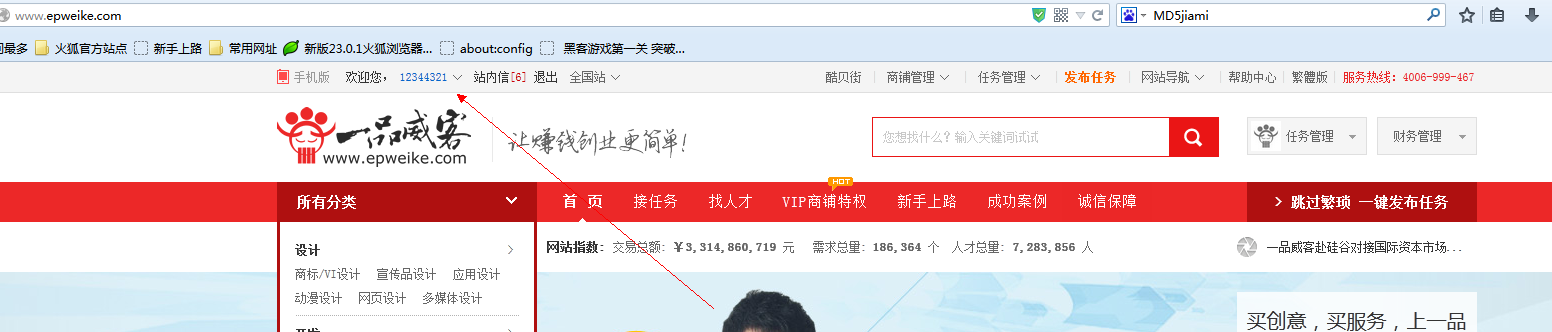 www.epweike.com
MD5jiami
问最多 火狐官方站点 新手上路 常用网址 新版23.0.1火狐浏览器... about:config 黑客游戏第一关 突破...
手机版 欢迎您， 12344321 站内信[6] 退出 全国站 酷贝街 商铺管理 任务管理 发布任务 网站导航 帮助中心 繁體版 服务热线：4006-999-467
一品威客
www.epweike.com
让赚钱创业更简单!
您想找什么？输入关键词试试
任务管理 财务管理
HOT
所有分类 首 页 接任务 找人才 VIP商铺特权 新手上路 成功案例 诚信保障 跳过繁琐 一键发布任务
网站指数： 交易总额：¥3,314,860,719 元 需求总量：186,364 个 人才总量：7,283,856 人 一品威客赴硅谷对接国际资本市场...
设计
商标/VI设计 宣传品设计 应用设计
动漫设计 网页设计 多媒体设计
买创意，买服务，上一品